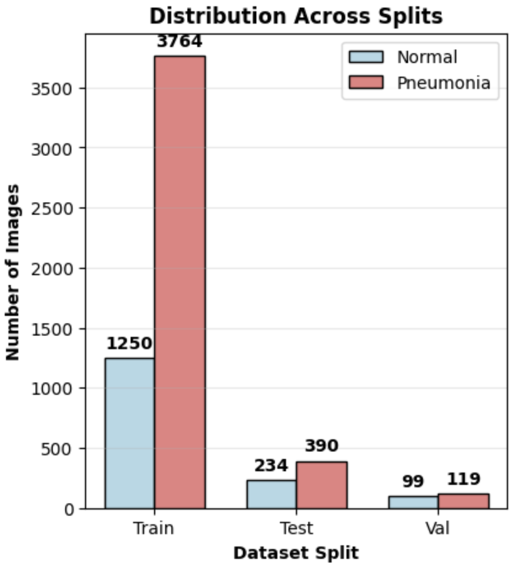 Distribution Across Splits
Normal
Pneumonia
Number of Images
3500
3000
2500
2000
1500
1000
500
0
1250
3764
234
390
99
119
Train
Test
Val
Dataset Split